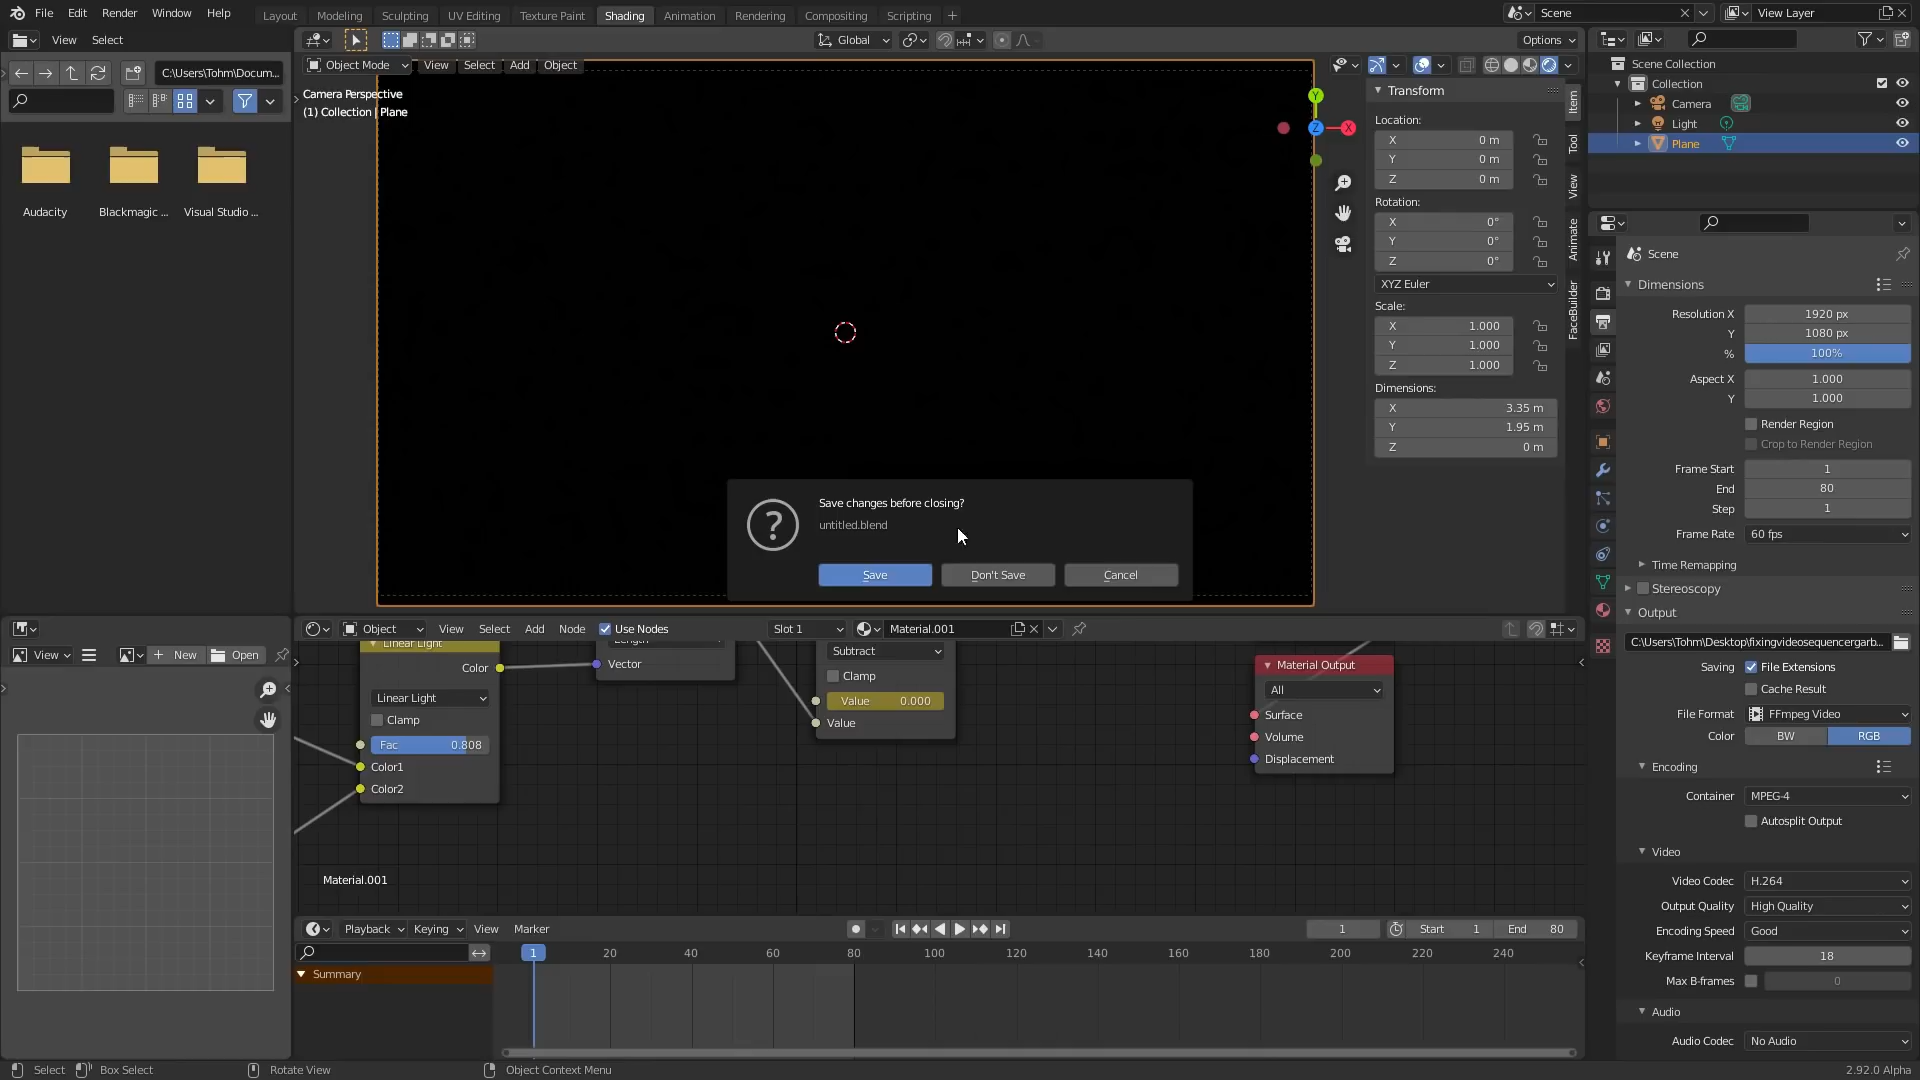 File Edit Render Window Help
Layout Modeling Sculpting UV Editing Texture Paint Shading Animation Rendering Compositing Scripting
Scene
View Layer
View Select
Global
Options
C:\Users\Tohm\Docum...
Audacity
Blackmagic ...
Visual Studio ...
Object Mode View Select Add Object
Camera Perspective
(1) Collection | Plane
Y
Z
X
Transform
Location:
X 0 m
Y 0 m
Z 0 m
Rotation:
X 0°
Y 0°
Z 0°
XYZ Euler
Scale:
X 1.000
Y 1.000
Z 1.000
Dimensions:
X 3.35 m
Y 1.95 m
Z 0 m
Item
Tool
View
Animate
FaceBuilder
Scene Collection
Collection
Camera
Light
Plane
Scene
Dimensions
Resolution X 1920 px
Y 1080 px
% 100%
Aspect X 1.000
Y 1.000
Render Region
Crop to Render Region
Frame Start 1
End 80
Step 1
Frame Rate 60 fps
Time Remapping
Stereoscopy
Output
C:\Users\Tohm\Desktop\fixingvideosequencergarb...
Saving File Extensions
Cache Result
File Format FFmpeg Video
Color BW RGB
Encoding
Container MPEG-4
Autosplit Output
Video
Video Codec H.264
Output Quality High Quality
Encoding Speed Good
Keyframe Interval 18
Max B-frames 0
Audio
Audio Codec No Audio
Save changes before closing?
untitled.blend
Save Don't Save Cancel
View New Open
Object View Select Add Node Use Nodes Slot 1 Material.001
Linear Light
Color
Linear Light
Clamp
Fac 0.808
Color1
Color2
Length
Vector
Subtract
Clamp
Value 0.000
Value
Material Output
All
Surface
Volume
Displacement
Material.001
Playback Keying View Marker
1 Start 1 End 80
1 20 40 60 80 100 120 140 160 180 200 220 240
Summary
Select Box Select Rotate View Object Context Menu 2.92.0 Alpha